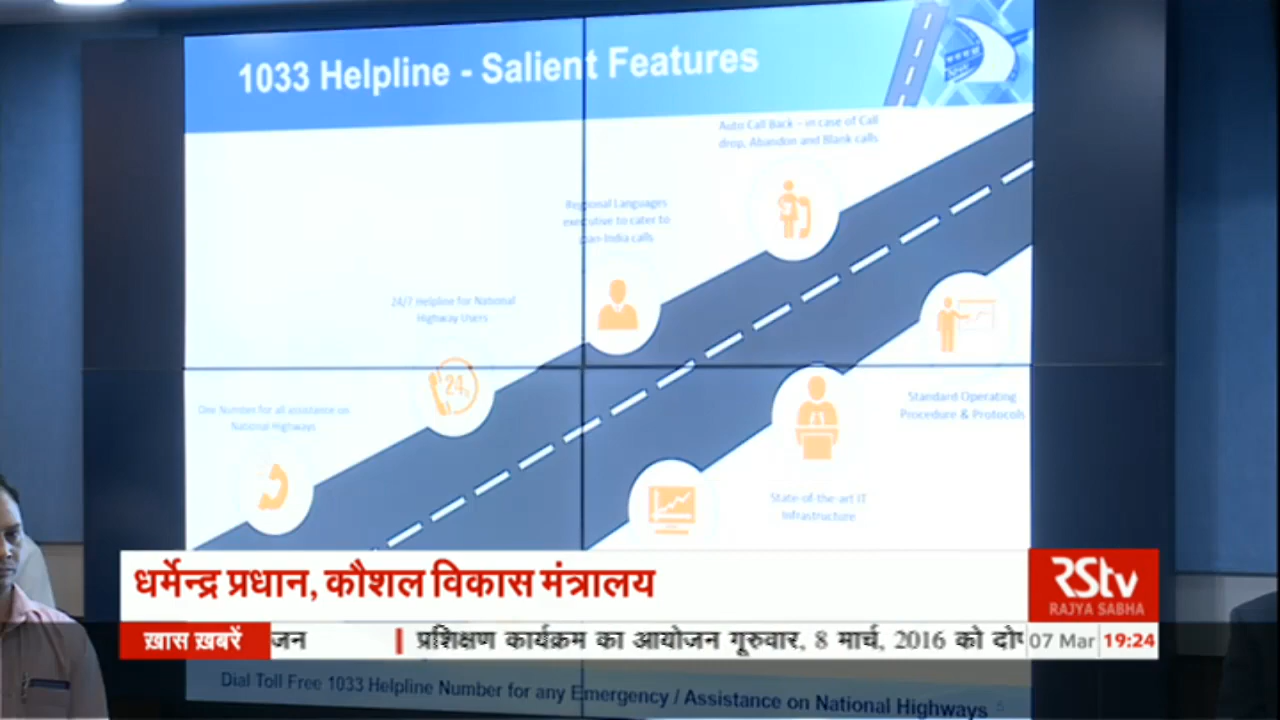 1033 Helpline - Salient Features
Auto Call Back – in case of Call
drop, Abandon and Blank calls
Regional Languages
executive to cater to
pan-India calls
24/7 Helpline for National
Highway Users
24
One Number for all assistance on
National Highways
Standard Operating
Procedure & Protocols
State-of-the-art IT
Infrastructure
धर्मेन्द्र प्रधान, कौशल विकास मंत्रालय
RStv
RAJYA SABHA
ख़ास ख़बरें
जन | प्रशिक्षण कार्यक्रम का आयोजन गूरुवार, 8 मार्च, 2016 को
07 Mar 19:24
Dial Toll Free 1033 Helpline Number for any Emergency / Assistance on National Highways